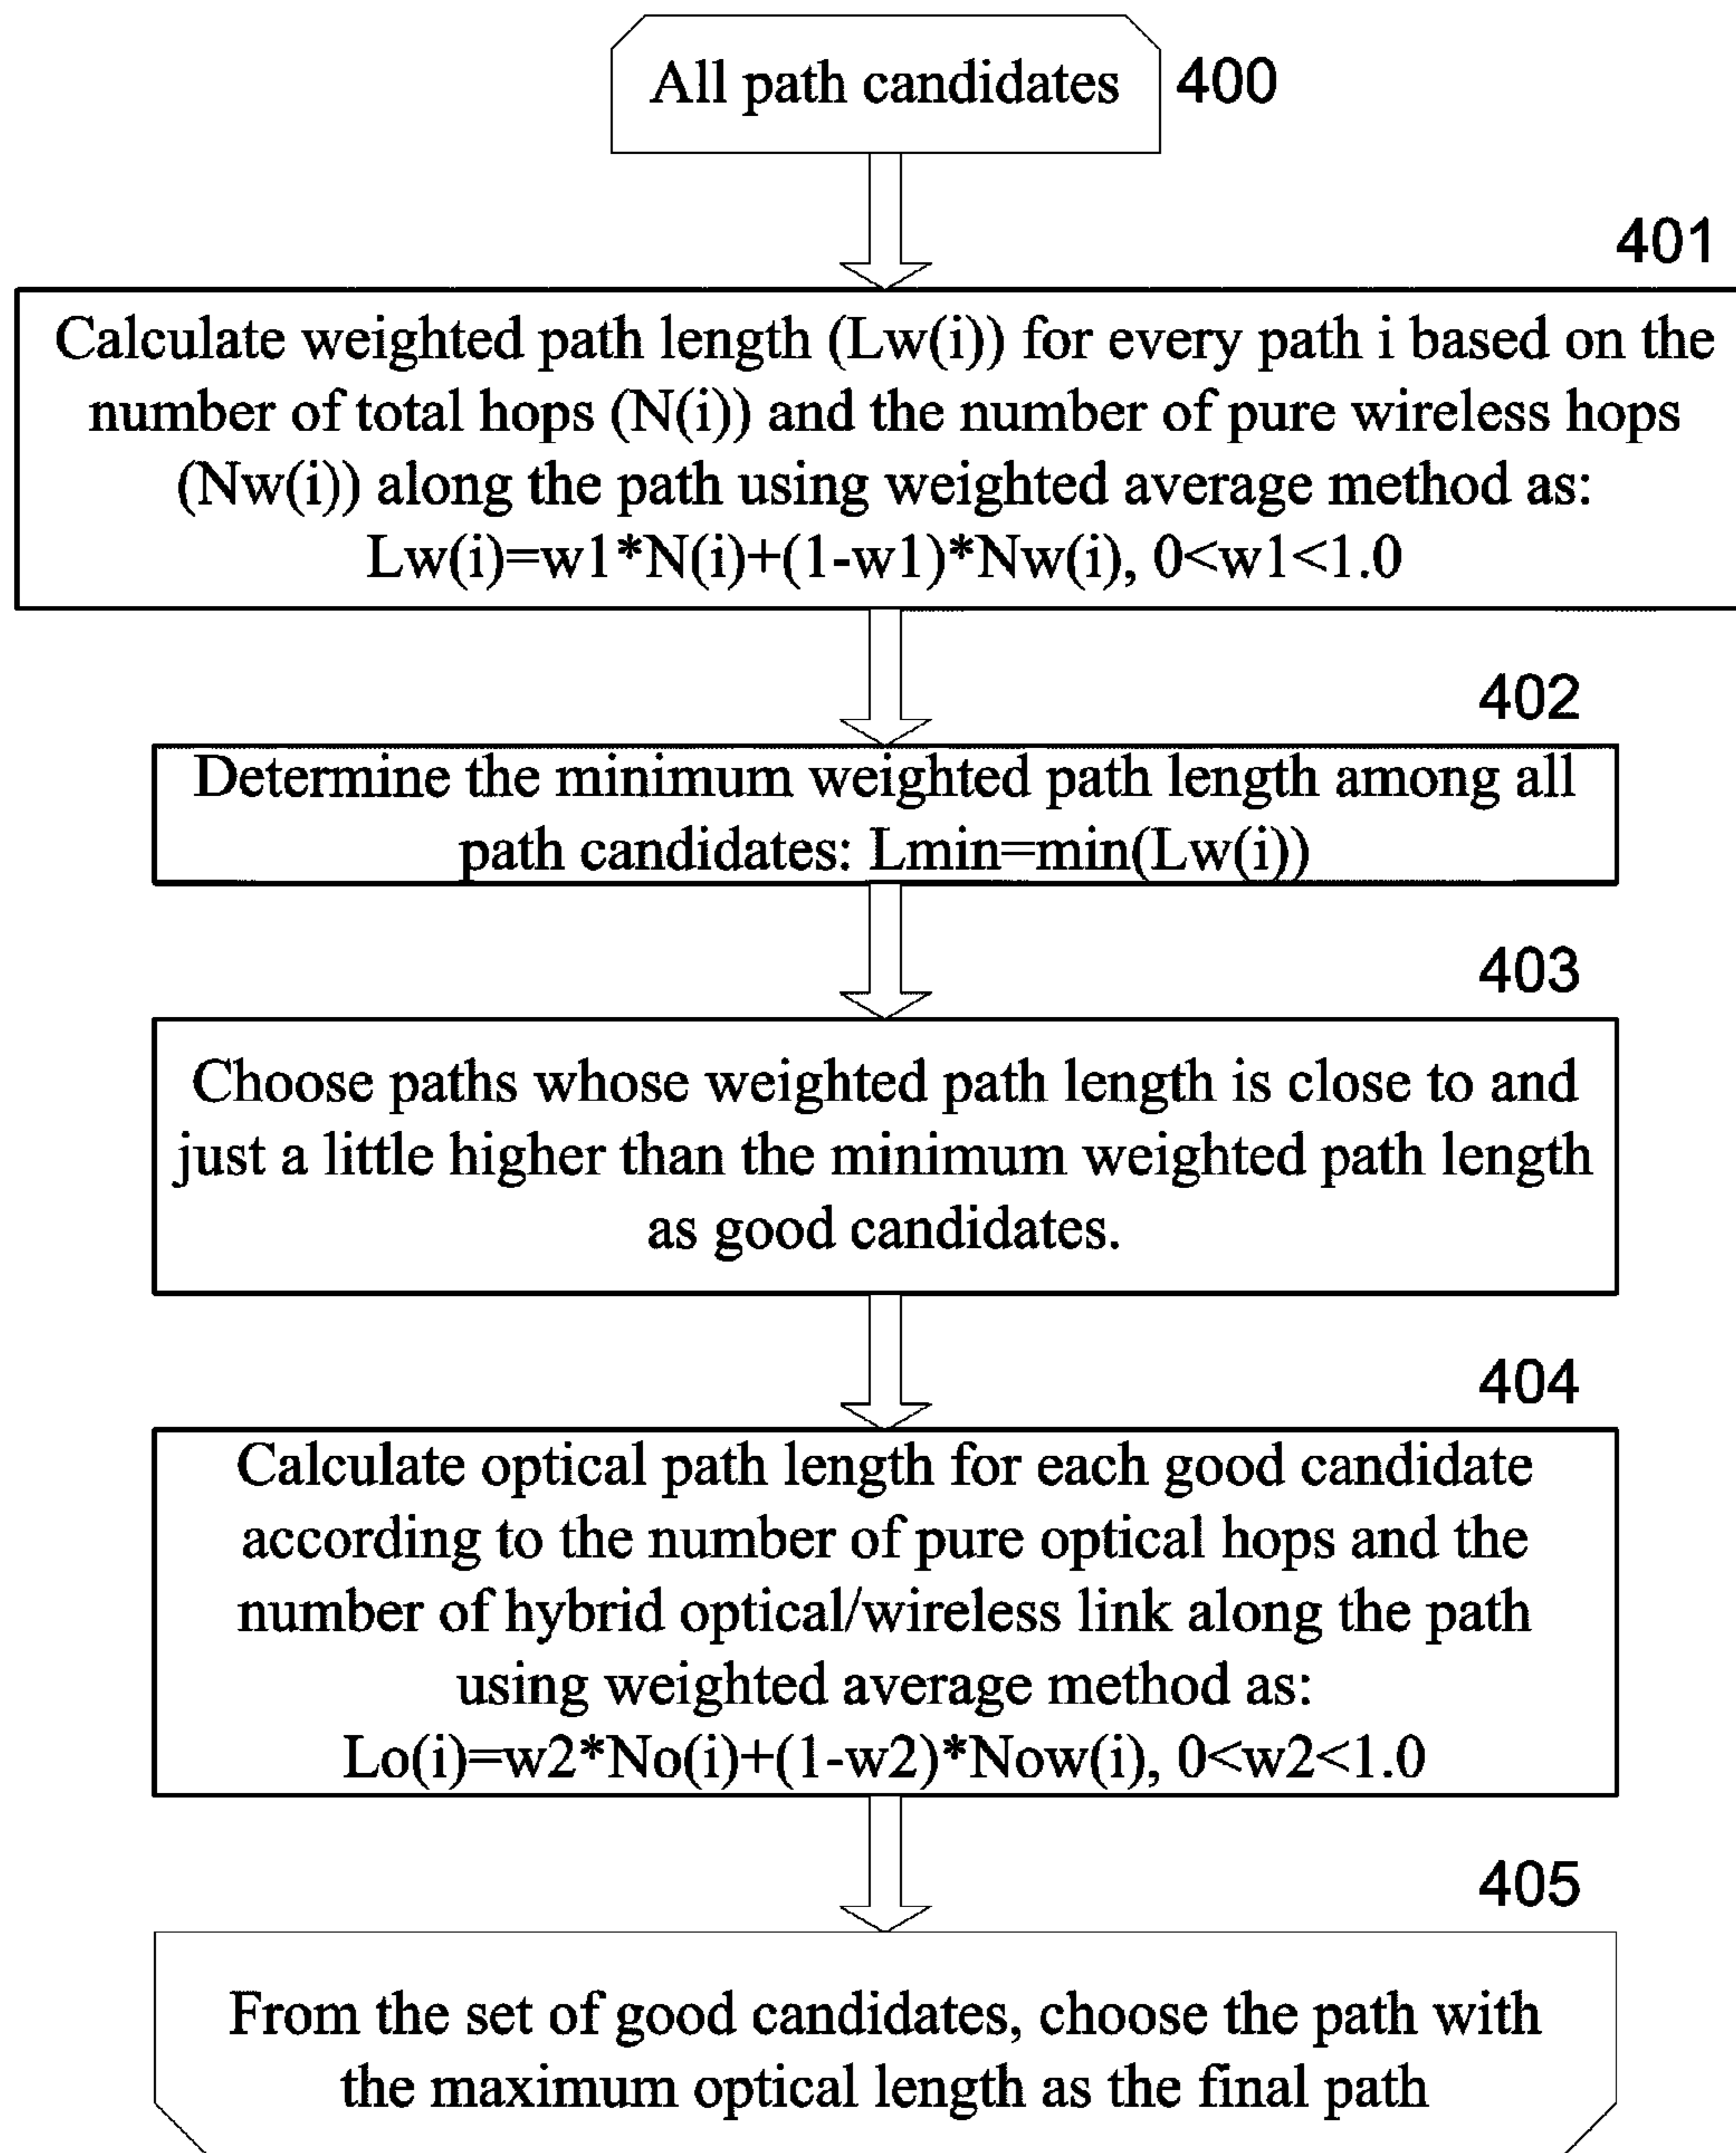 All path candidates 400
401
Calculate weighted path length (Lw(i)) for every path i based on the
number of total hops (N(i)) and the number of pure wireless hops
(Nw(i)) along the path using weighted average method as:
Lw(i)=w1*N(i)+(1-w1)*Nw(i), 0<w1<1.0
402
Determine the minimum weighted path length among all
path candidates: Lmin=min(Lw(i))
403
Choose paths whose weighted path length is close to and
just a little higher than the minimum weighted path length
as good candidates.
404
Calculate optical path length for each good candidate
according to the number of pure optical hops and the
number of hybrid optical/wireless link along the path
using weighted average method as:
Lo(i)=w2*No(i)+(1-w2)*Now(i), 0<w2<1.0
405
From the set of good candidates, choose the path with
the maximum optical length as the final path